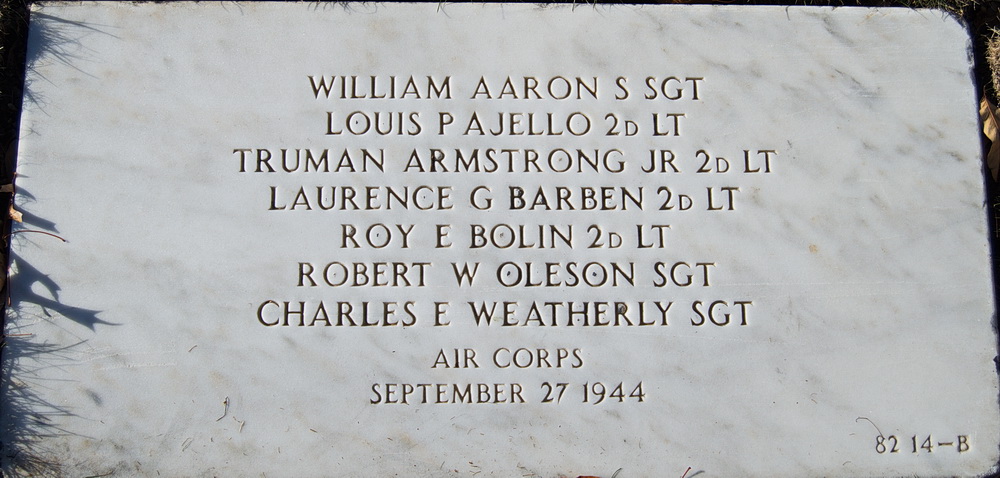 WILLIAM AARON S SGT
LOUIS P AJELLO 2D LT
TRUMAN ARMSTRONG JR 2D LT
LAURENCE G BARBEN 2D LT
ROY E BOLIN 2D LT
ROBERT W OLESON SGT
CHARLES E WEATHERLY SGT
AIR CORPS
SEPTEMBER 27 1944
82 14-B